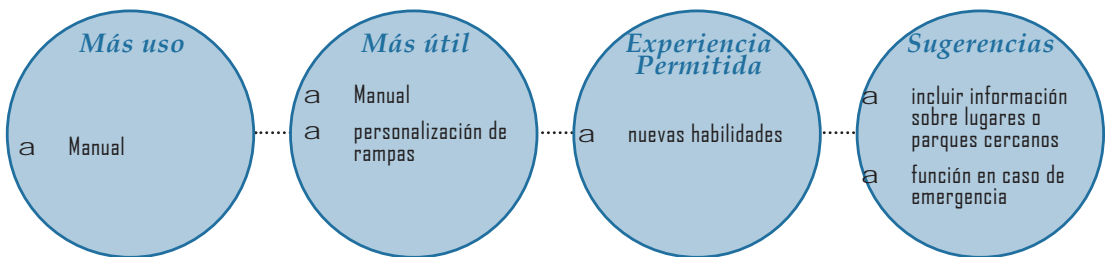 Más uso
a Manual
Más útil
a Manual
a personalización de
rampas
Experiencia
Permitida
a nuevas habilidades
Sugerencias
a incluir información
sobre lugares o
parques cercanos
a función en caso de
emergencia